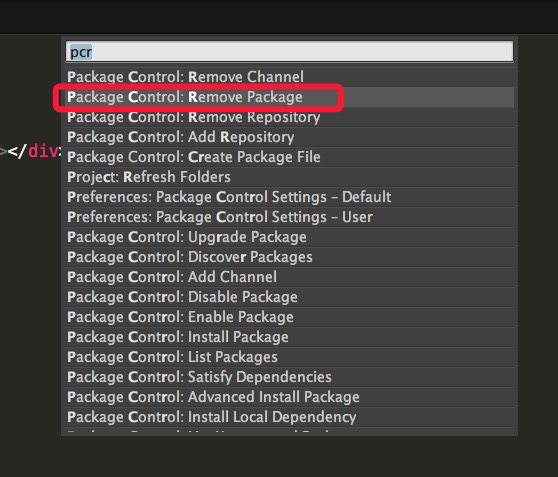 pcr
Package Control: Remove Channel
Package Control: Remove Package
Package Control: Remove Repository
></div>
Package Control: Add Repository
Package Control: Create Package File
Project: Refresh Folders
Preferences: Package Control Settings – Default
Preferences: Package Control Settings – User
Package Control: Upgrade Package
Package Control: Discover Packages
Package Control: Add Channel
Package Control: Disable Package
Package Control: Enable Package
Package Control: Install Package
Package Control: List Packages
Package Control: Satisfy Dependencies
Package Control: Advanced Install Package
Package Control: Install Local Dependency